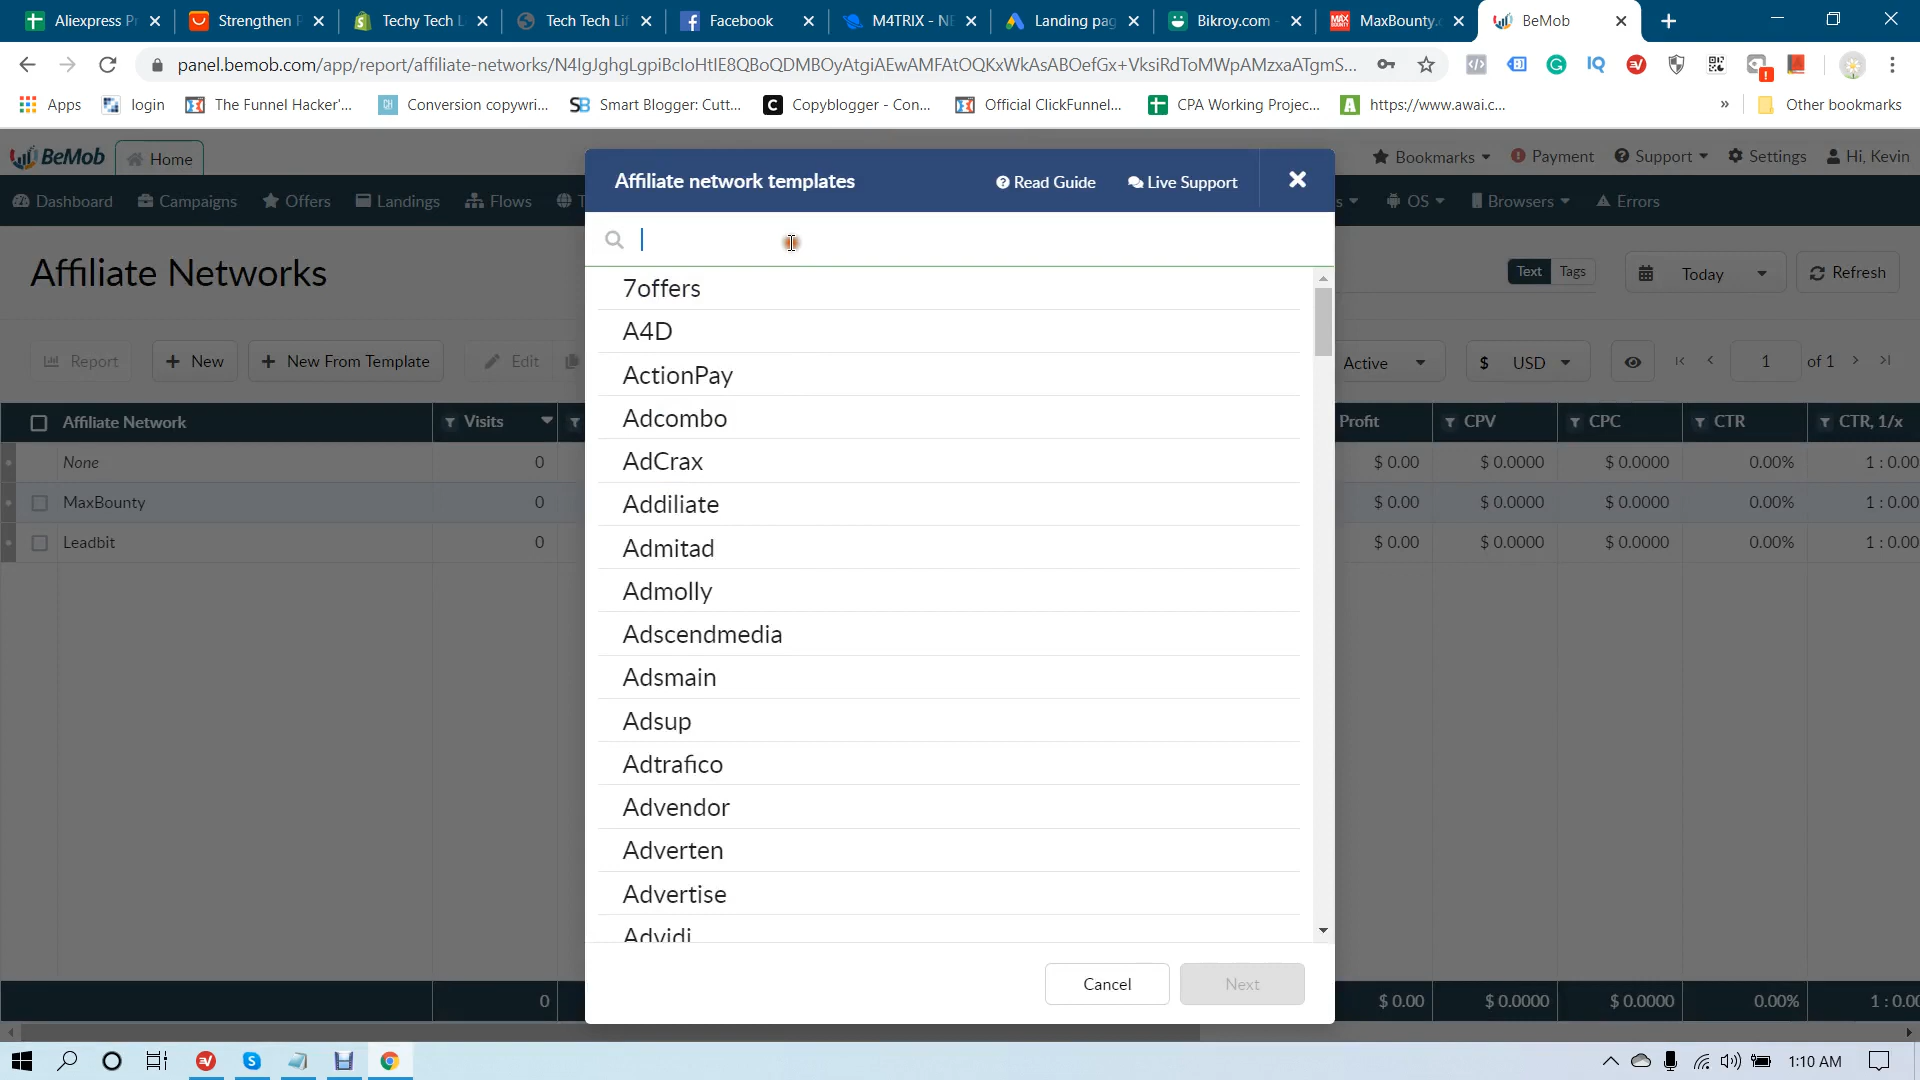 Aliexpress Pr
Strengthen P
Techy Tech L
Tech Tech Lif
Facebook
M4TRIX - NE
Landing pag
Bikroy.com -
MaxBounty.c
BeMob
panel.bemob.com/app/report/affiliate-networks/N4IgJghgLgpiBcIoHtIE8QBoQDMBOyAtgiAEwAMFAtOQKxWkAsABOefGx+VksiRdToMWpAMzxaATgmS...
Apps
login
The Funnel Hacker'...
Conversion copywri...
Smart Blogger: Cutt...
Copyblogger - Con...
Official ClickFunnel...
CPA Working Projec...
https://www.awai.c...
»
Other bookmarks
BeMob
Home
Bookmarks
Payment
Support
Settings
Hi, Kevin
Dashboard
Campaigns
Offers
Landings
Flows
OS
Browsers
Errors
Affiliate Networks
Text
Tags
Today
Refresh
Report
+ New
+ New From Template
Edit
Active
$ USD
1
of 1
Affiliate Network
Visits
Profit
CPV
CPC
CTR
CTR, 1/x
None
0
$ 0.00
$ 0.0000
$ 0.0000
0.00%
1 : 0.00
MaxBounty
0
$ 0.00
$ 0.0000
$ 0.0000
0.00%
1 : 0.00
Leadbit
0
$ 0.00
$ 0.0000
$ 0.0000
0.00%
1 : 0.00
0
$ 0.00
$ 0.0000
$ 0.0000
0.00%
1 : 0.00
Affiliate network templates
Read Guide
Live Support
7offers
A4D
ActionPay
Adcombo
AdCrax
Addiliate
Admitad
Admolly
Adscendmedia
Adsmain
Adsup
Adtrafico
Advendor
Adverten
Advertise
Advidi
Cancel
Next
1:10 AM